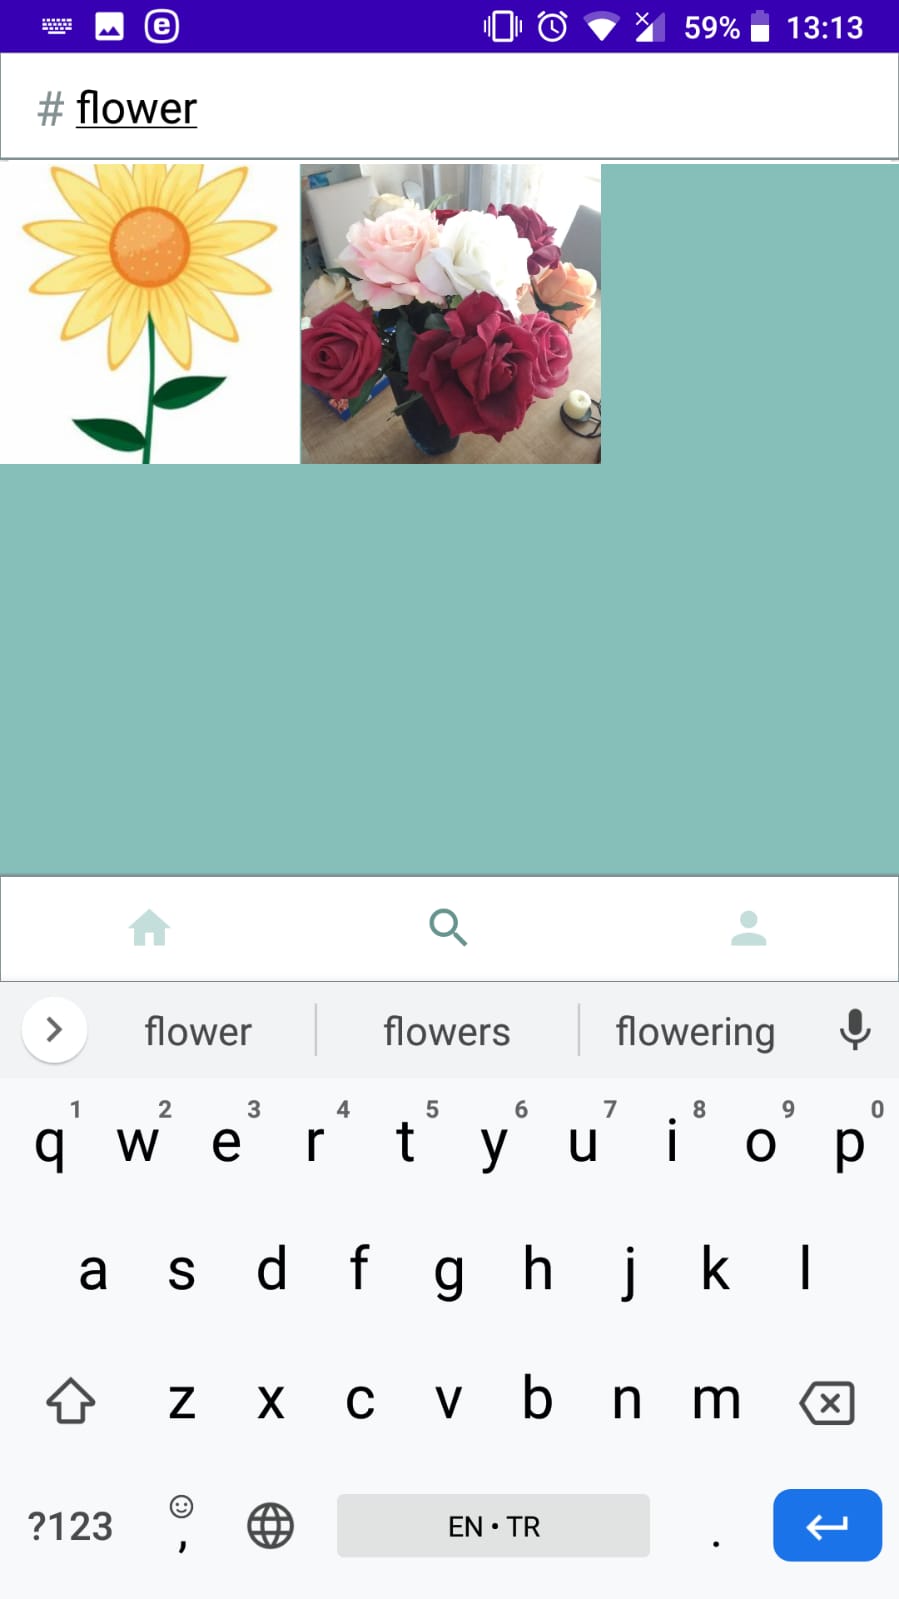 59% 13:13
# flower
flower flowers flowering
1 2 3 4 5 6 7 8 9 0
q w e r t y u i o p
a s d f g h j k l
z x c v b n m
?123 , EN • TR .